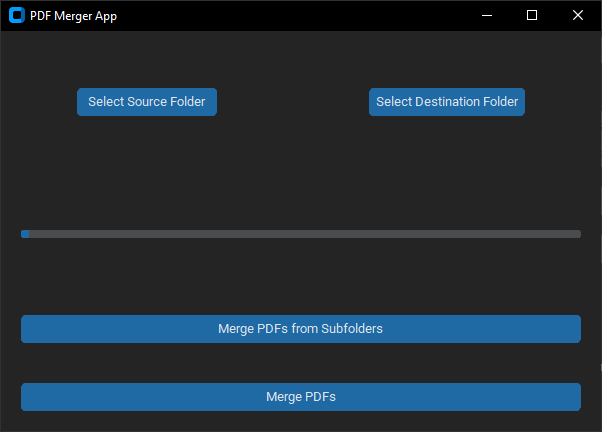 PDF Merger App
Select Source Folder
Select Destination Folder
Merge PDFs from Subfolders
Merge PDFs